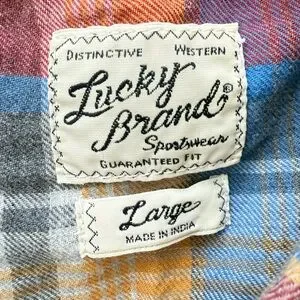 DISTINCTIVE WESTERN
Lucky
Brand®
Sportswear
GUARANTEED FIT
Large
MADE IN INDIA